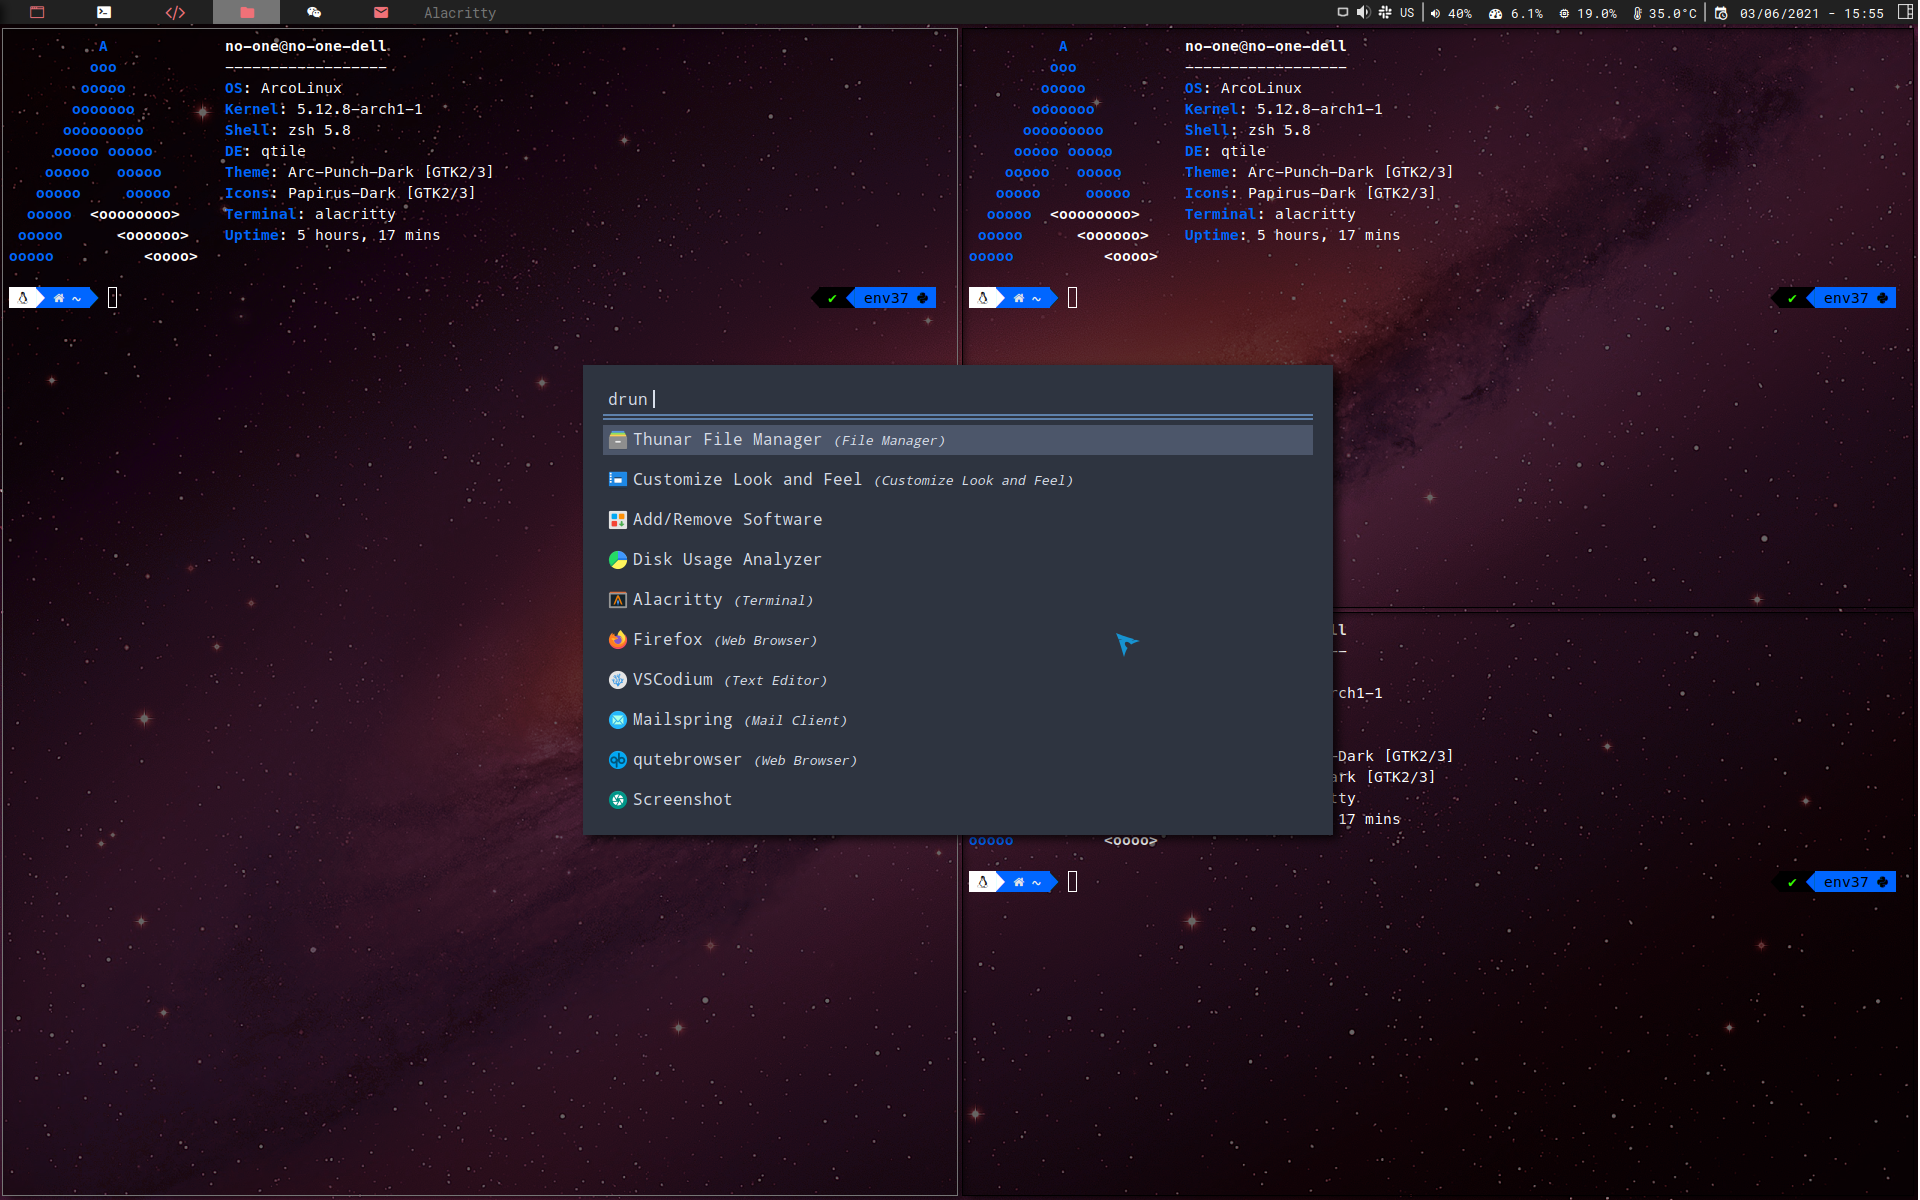 Alacritty US 40% 6.1% 19.0% 35.0°C 03/06/2021 - 15:55
A no-one@no-one-dell
ooo ------------------
ooooo OS: ArcoLinux
ooooooo Kernel: 5.12.8-arch1-1
ooooooooo Shell: zsh 5.8
ooooo ooooo DE: qtile
ooooo ooooo Theme: Arc-Punch-Dark [GTK2/3]
ooooo ooooo Icons: Papirus-Dark [GTK2/3]
ooooo <oooooooo> Terminal: alacritty
ooooo <oooooo> Uptime: 5 hours, 17 mins
ooooo <oooo>
~ ✔ env37
A no-one@no-one-dell
ooo ------------------
ooooo OS: ArcoLinux
ooooooo Kernel: 5.12.8-arch1-1
ooooooooo Shell: zsh 5.8
ooooo ooooo DE: qtile
ooooo ooooo Theme: Arc-Punch-Dark [GTK2/3]
ooooo ooooo Icons: Papirus-Dark [GTK2/3]
ooooo <oooooooo> Terminal: alacritty
ooooo <oooooo> Uptime: 5 hours, 17 mins
ooooo <oooo>
~ ✔ env37
drun
Thunar File Manager (File Manager)
Customize Look and Feel (Customize Look and Feel)
Add/Remove Software
Disk Usage Analyzer
Alacritty (Terminal)
Firefox (Web Browser)
VSCodium (Text Editor)
Mailspring (Mail Client)
qutebrowser (Web Browser)
Screenshot
ll
--
rch1-1
-Dark [GTK2/3]
ark [GTK2/3]
tty
17 mins
ooooo <oooo>
~ ✔ env37